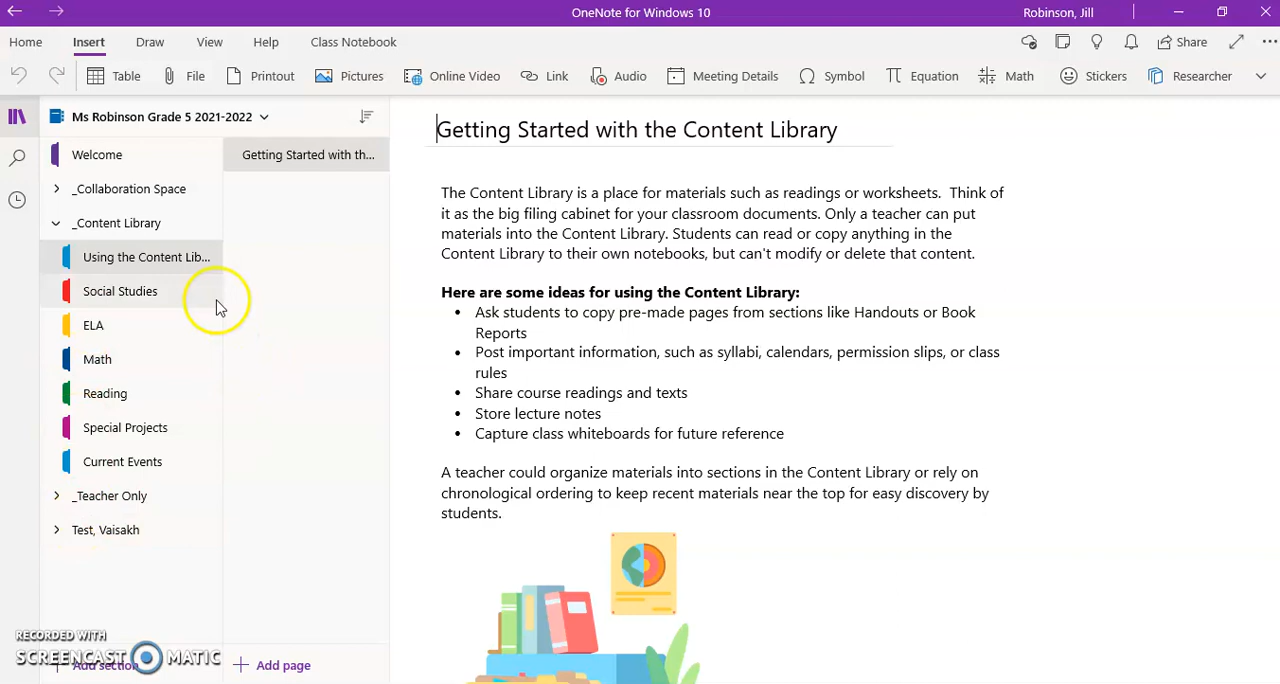 OneNote for Windows 10
Robinson, Jill
Home Insert Draw View Help Class Notebook
Share
Table File Printout Pictures Online Video Link Audio Meeting Details Symbol Equation Math Stickers Researcher
Ms Robinson Grade 5 2021-2022
Welcome
_Collaboration Space
_Content Library
Using the Content Lib...
Social Studies
ELA
Math
Reading
Special Projects
Current Events
_Teacher Only
Test, Vaisakh
Add section
Getting Started with th...
Add page
Getting Started with the Content Library
The Content Library is a place for materials such as readings or worksheets. Think of
it as the big filing cabinet for your classroom documents. Only a teacher can put
materials into the Content Library. Students can read or copy anything in the
Content Library to their own notebooks, but can't modify or delete that content.
Here are some ideas for using the Content Library:
• Ask students to copy pre-made pages from sections like Handouts or Book
Reports
• Post important information, such as syllabi, calendars, permission slips, or class
rules
• Share course readings and texts
• Store lecture notes
• Capture class whiteboards for future reference
A teacher could organize materials into sections in the Content Library or rely on
chronological ordering to keep recent materials near the top for easy discovery by
students.
RECORDED WITH
SCREENCAST MATIC